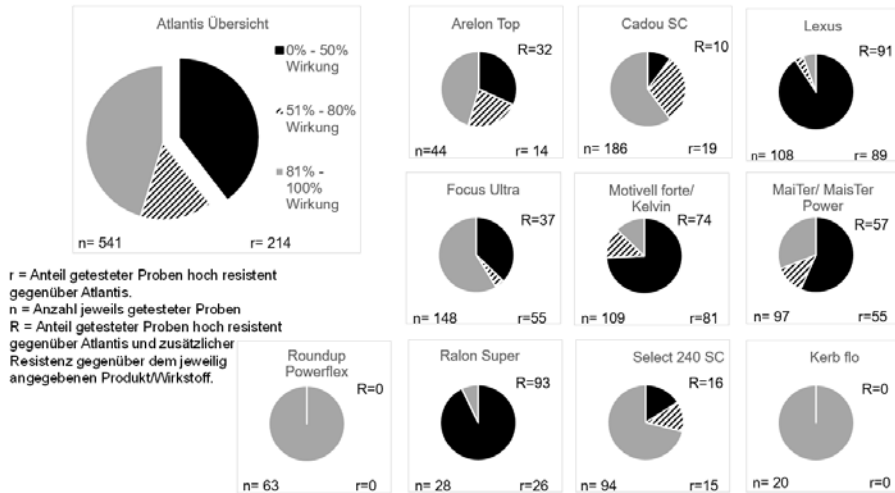 Atlantis Übersicht
0% - 50%
Wirkung
51% - 80%
Wirkung
81% -
100%
Wirkung
n= 541
r= 214
Arelon Top
R=32
n=44
r= 14
Cadou SC
R=10
n= 186
r=19
Lexus
R=91
n= 108
r= 89
Focus Ultra
R=37
n= 148
r=55
Motivell forte/
Kelvin
R=74
n= 109
r=81
MaiTer/ MaisTer
Power
R=57
n= 97
r=55
r = Anteil getesteter Proben hoch resistent
gegenüber Atlantis.
n = Anzahl jeweils getesteter Proben
R = Anteil getesteter Proben hoch resistent
gegenüber Atlantis und zusätzlicher
Resistenz gegenüber dem jeweilig
angegebenen Produkt/Wirkstoff.
Roundup
Powerflex
R=0
n= 63
r=0
Ralon Super
R=93
n= 28
r=26
Select 240 SC
R=16
n= 94
r=15
Kerb flo
R=0
n= 20
r=0